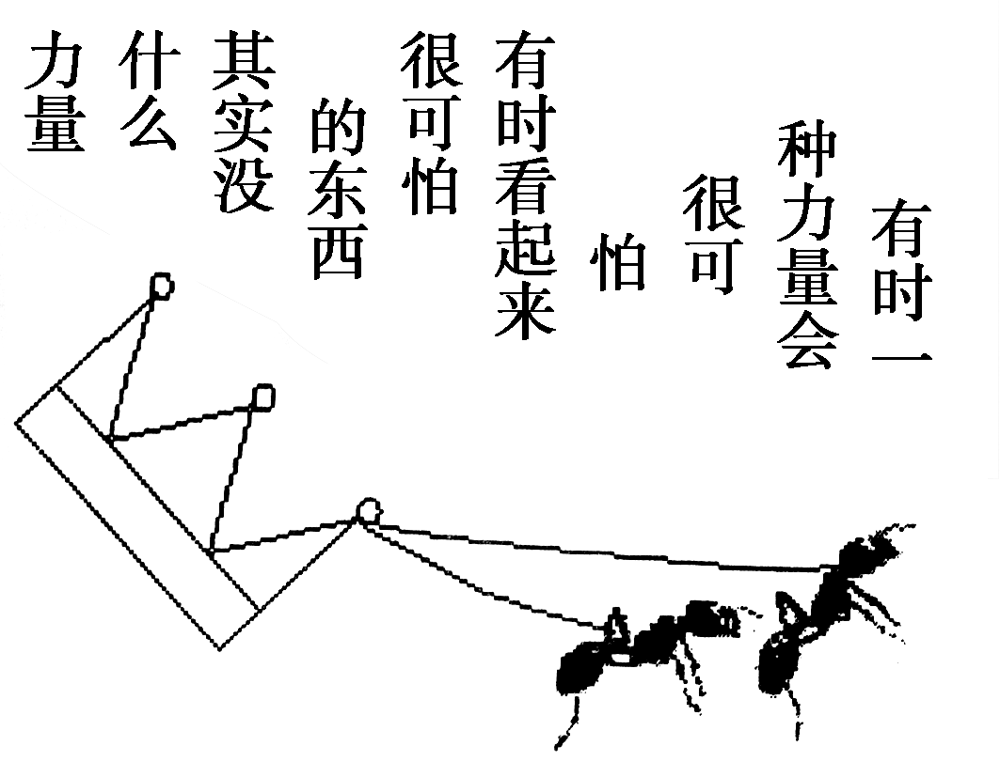 有时一
种力量会
很可
怕
有时看起来
很可怕
的东西
其实没
什么
力量